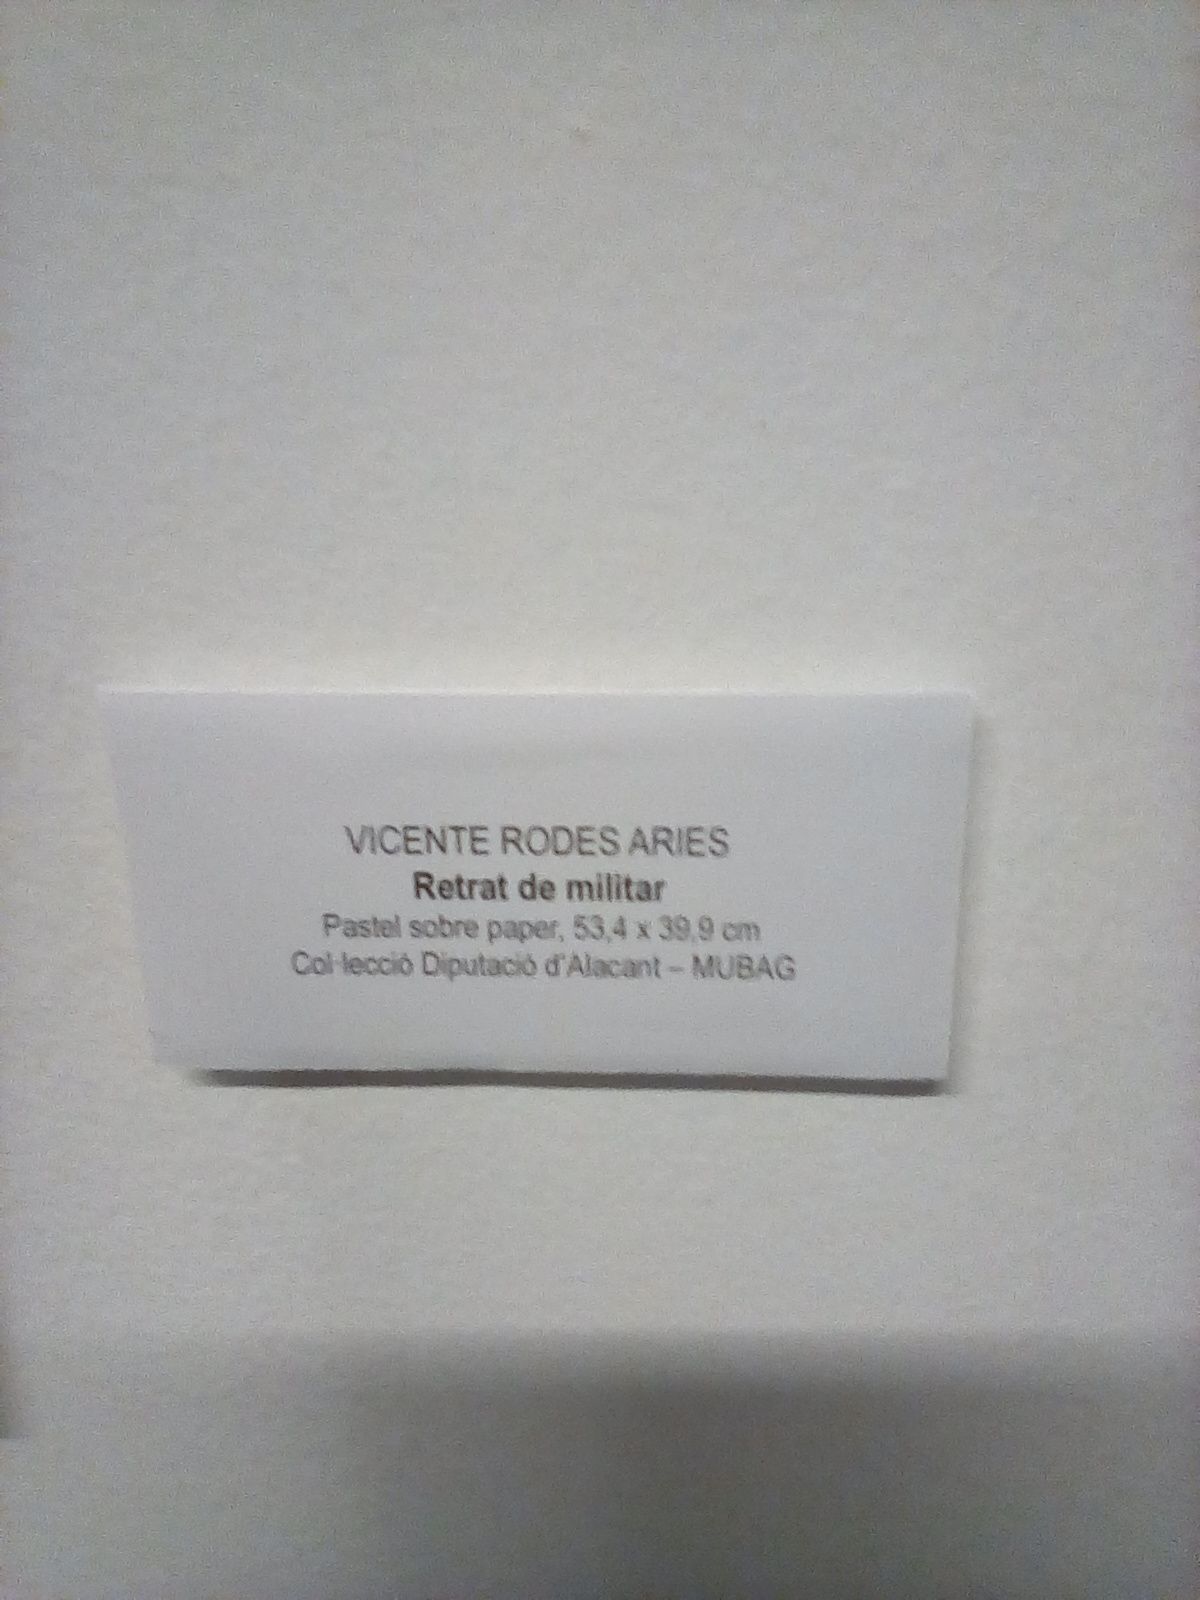 VICENTE RODES ARIES
Retrat de militar
Pastel sobre paper, 53,4 x 39,9 cm
Col·lecció Diputació d'Alacant – MUBAG